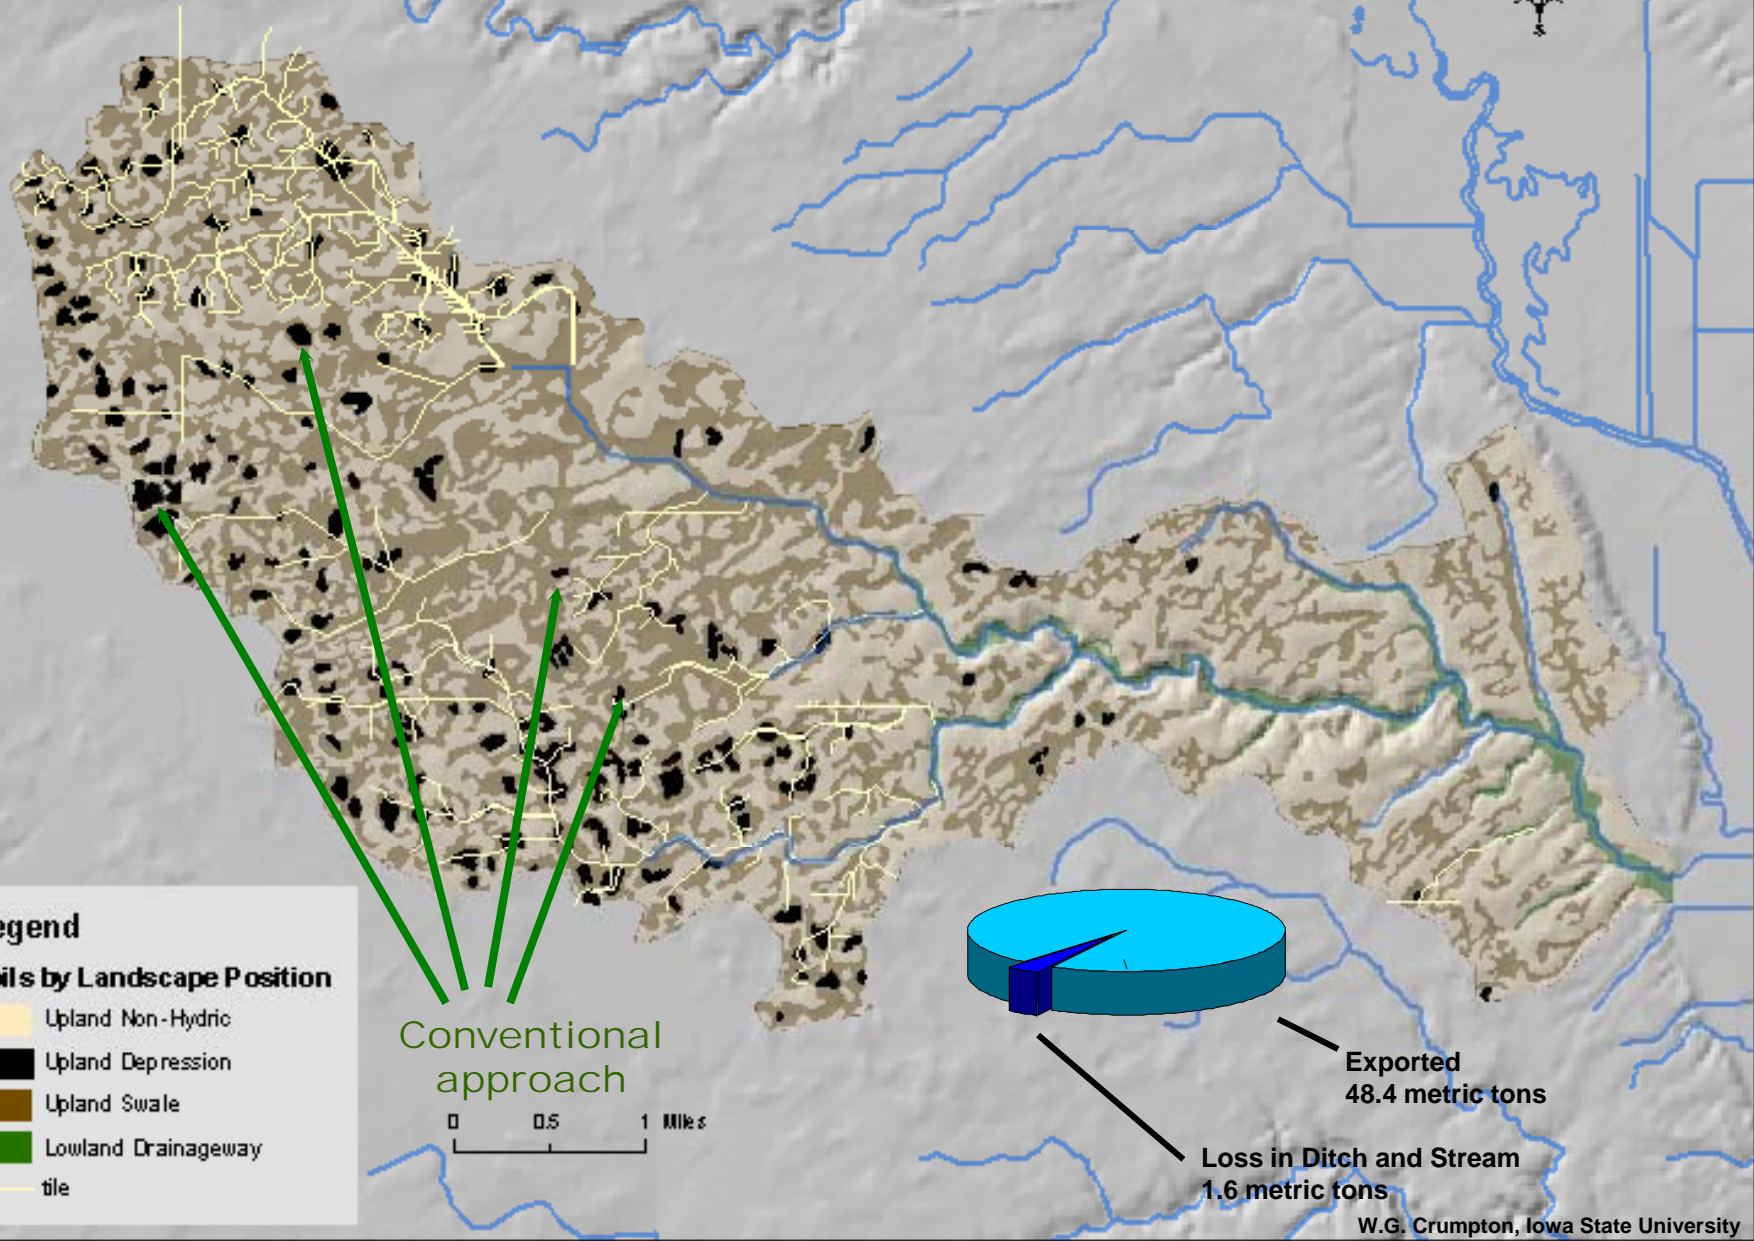 egend
ils by Landscape Position
Upland Non-Hydric
Upland Depression
Upland Swale
Lowland Drainageway
tile
Conventional
approach
0 0.5 1 Miles
Exported
48.4 metric tons
Loss in Ditch and Stream
1.6 metric tons
W.G. Crumpton, Iowa State University